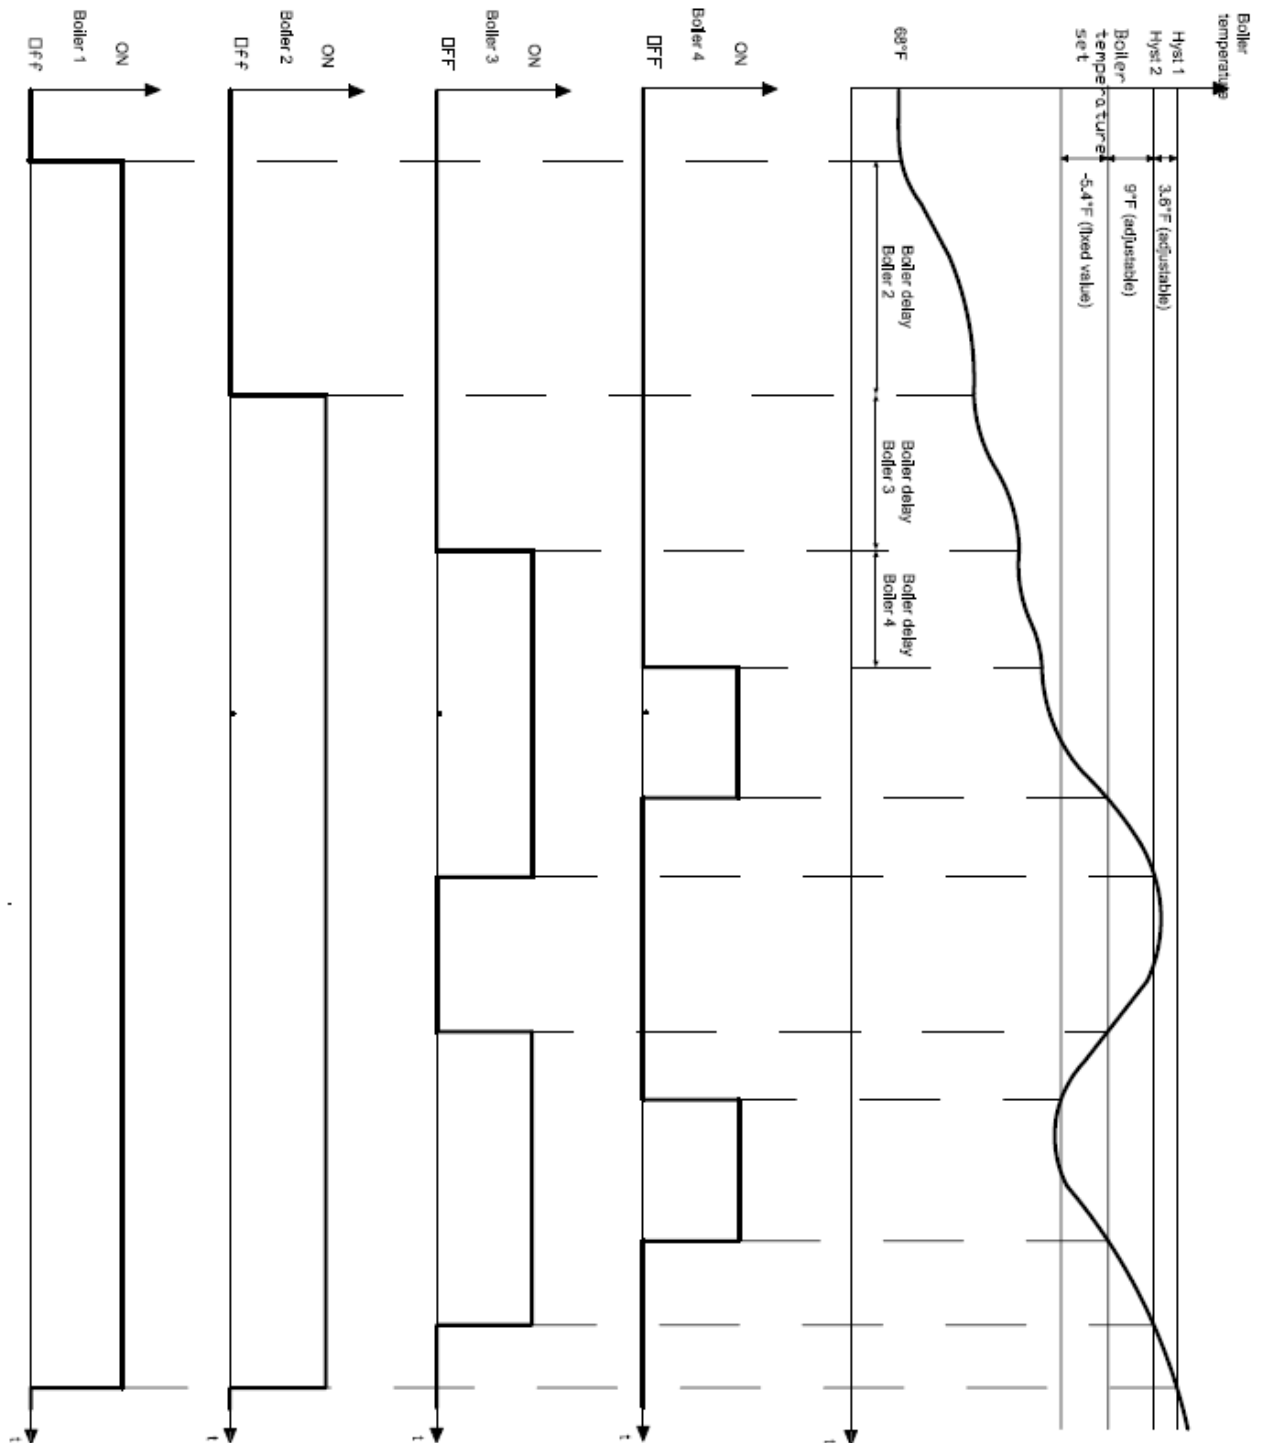 Boiler
temperature
Hyst 1
Hyst 2
Boiler
temperature
set
68°F
3.6°F (adjustable)
9°F (adjustable)
-5.4°F (fixed value)
Boiler delay
Boiler 2
Boiler delay
Boiler 3
Boiler delay
Boiler 4
t
ON
Boiler 4
OFF
t
ON
Boiler 3
OFF
t
ON
Boiler 2
Off
t
ON
Boiler 1
Off
t